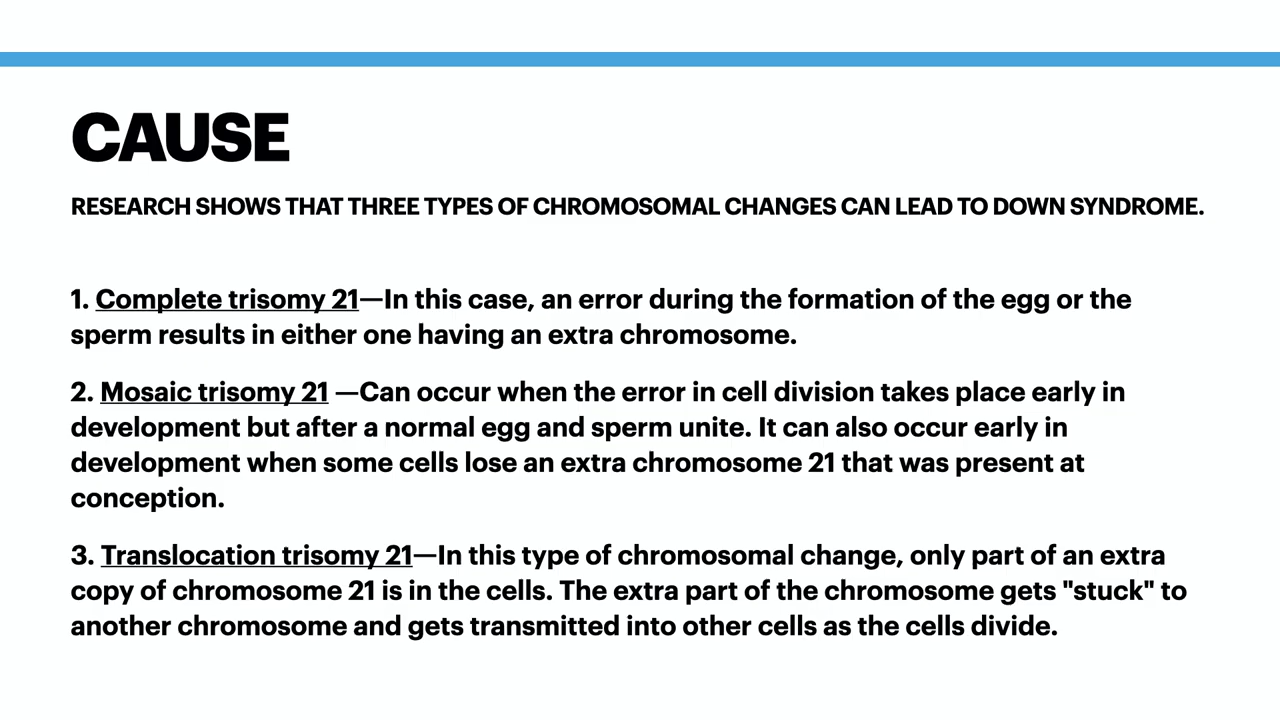 CAUSE
RESEARCH SHOWS THAT THREE TYPES OF CHROMOSOMAL CHANGES CAN LEAD TO DOWN SYNDROME.
1. Complete trisomy 21—In this case, an error during the formation of the egg or the
sperm results in either one having an extra chromosome.
2. Mosaic trisomy 21 —Can occur when the error in cell division takes place early in
development but after a normal egg and sperm unite. It can also occur early in
development when some cells lose an extra chromosome 21 that was present at
conception.
3. Translocation trisomy 21—In this type of chromosomal change, only part of an extra
copy of chromosome 21 is in the cells. The extra part of the chromosome gets "stuck" to
another chromosome and gets transmitted into other cells as the cells divide.